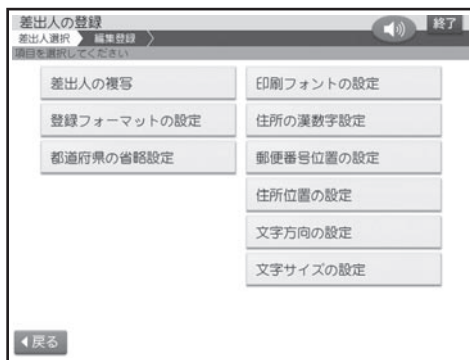 差出人の登録
終了
差出人選択 編集登録
項目を選択してください
差出人の複写
登録フォーマットの設定
都道府県の省略設定
印刷フォントの設定
住所の漢数字設定
郵便番号位置の設定
住所位置の設定
文字方向の設定
文字サイズの設定
戻る